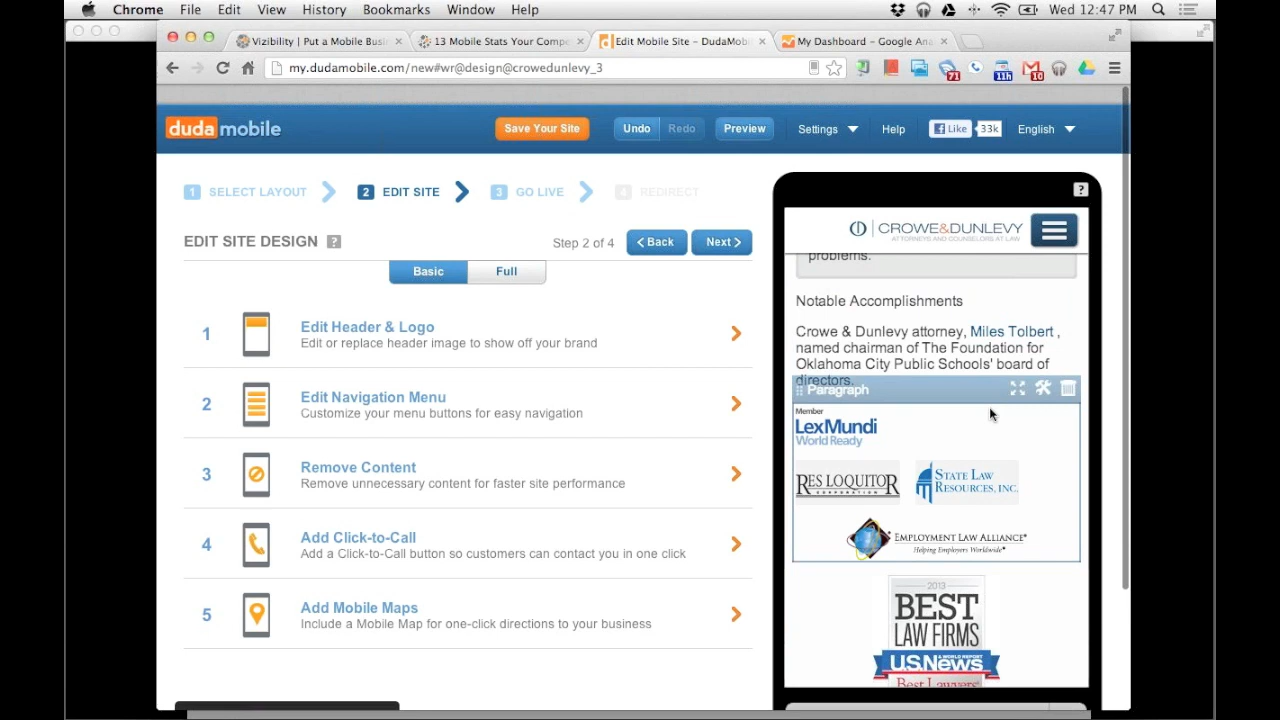 Chrome File Edit View History Bookmarks Window Help Wed 12:47 PM
Vizibility | Put a Mobile Busi 13 Mobile Stats Your Compe Edit Mobile Site – DudaMob My Dashboard – Google Ana
my.dudamobile.com/new#wr@design@crowedunlevy_3 71 11h 10
dudamobile Save Your Site Undo Redo Preview Settings Help Like 33k English
1 SELECT LAYOUT 2 EDIT SITE 3 GO LIVE 4 REDIRECT
EDIT SITE DESIGN ? Step 2 of 4 Back Next
Basic Full
1 Edit Header & Logo
Edit or replace header image to show off your brand
2 Edit Navigation Menu
Customize your menu buttons for easy navigation
3 Remove Content
Remove unnecessary content for faster site performance
4 Add Click-to-Call
Add a Click-to-Call button so customers can contact you in one click
5 Add Mobile Maps
Include a Mobile Map for one-click directions to your business
?
CROWE&DUNLEVY
ATTORNEYS AND COUNSELORS AT LAW
problems.
Notable Accomplishments
Crowe & Dunlevy attorney, Miles Tolbert ,
named chairman of The Foundation for
Oklahoma City Public Schools' board of
directors.
Paragraph
Member
LexMundi
World Ready
RES LOQUITOR
CORPORATION
STATE LAW
RESOURCES, INC.
EMPLOYMENT LAW ALLIANCE®
Helping Employers Worldwide®
2013
BEST
LAW FIRMS
U.S.News
& WORLD REPORT
Best Lawyers